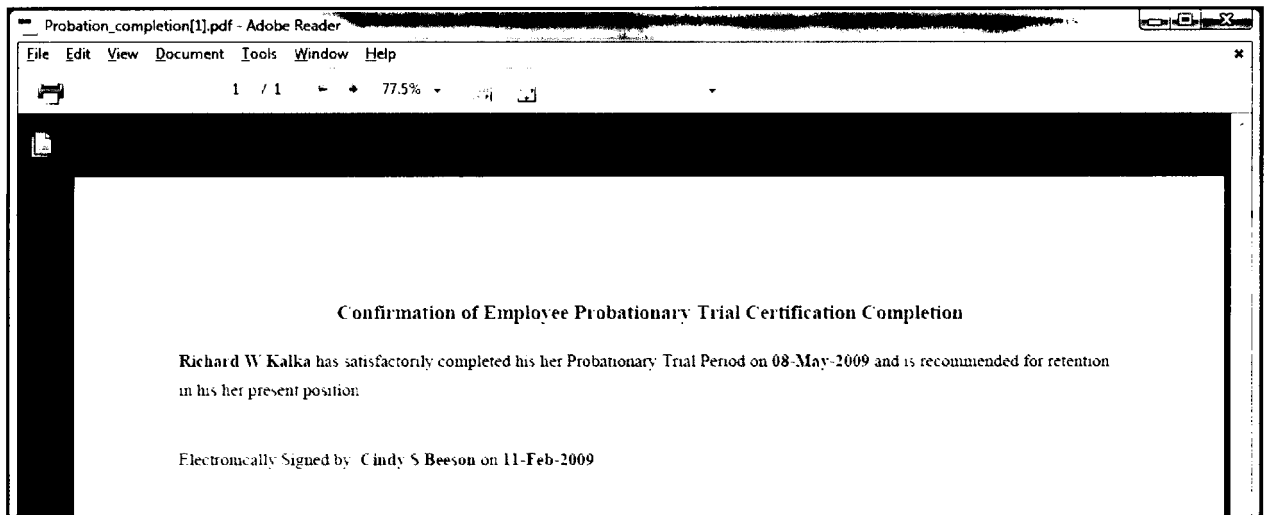 Probation_completion[1].pdf - Adobe Reader
File Edit View Document Tools Window Help
1 / 1 77.5%
Confirmation of Employee Probationary Trial Certification Completion
Richard W Kalka has satisfactorily completed his her Probationary Trial Period on 08-May-2009 and is recommended for retention
in his her present position
Electronically Signed by Cindy S Beeson on 11-Feb-2009